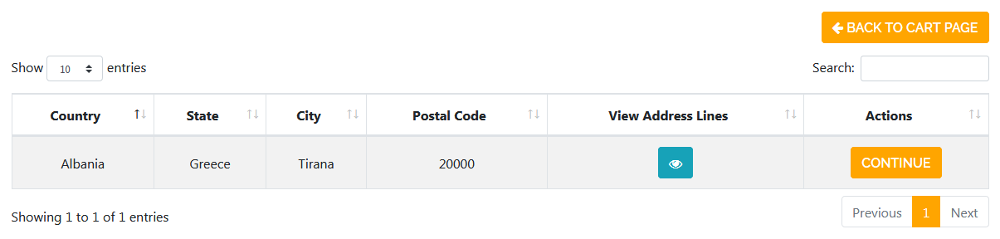 BACK TO CART PAGE
Show 10 entries
Search:
Country State City Postal Code View Address Lines Actions
Albania Greece Tirana 20000 CONTINUE
Showing 1 to 1 of 1 entries
Previous 1 Next